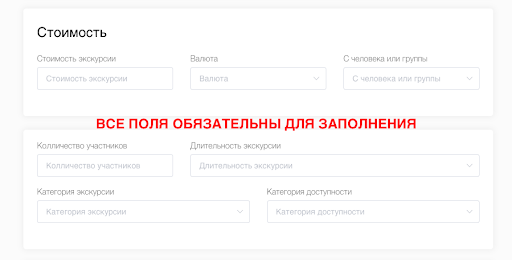 Стоимость
Стоимость экскурсии Валюта С человека или группы
Стоимость экскурсии Валюта С человека или группы
ВСЕ ПОЛЯ ОБЯЗАТЕЛЬНЫ ДЛЯ ЗАПОЛНЕНИЯ
Колличество участников Длительность экскурсии
Количество участников Длительность экскурсии
Категория экскурсии Категория доступности
Категория экскурсии Категория доступности